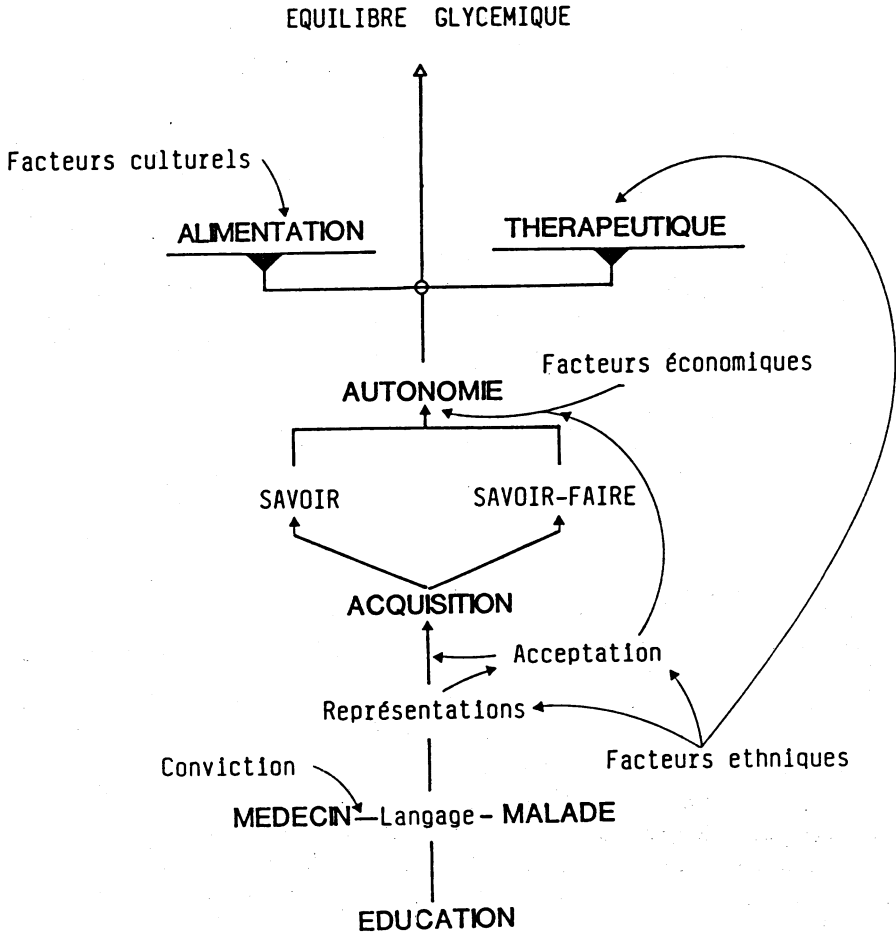 EQUILIBRE GLYCEMIQUE
Facteurs culturels
ALIMENTATION
THERAPEUTIQUE
Facteurs économiques
AUTONOMIE
SAVOIR
SAVOIR-FAIRE
ACQUISITION
Acceptation
Représentations
Facteurs ethniques
Conviction
MEDECIN—Langage-MALADE
EDUCATION